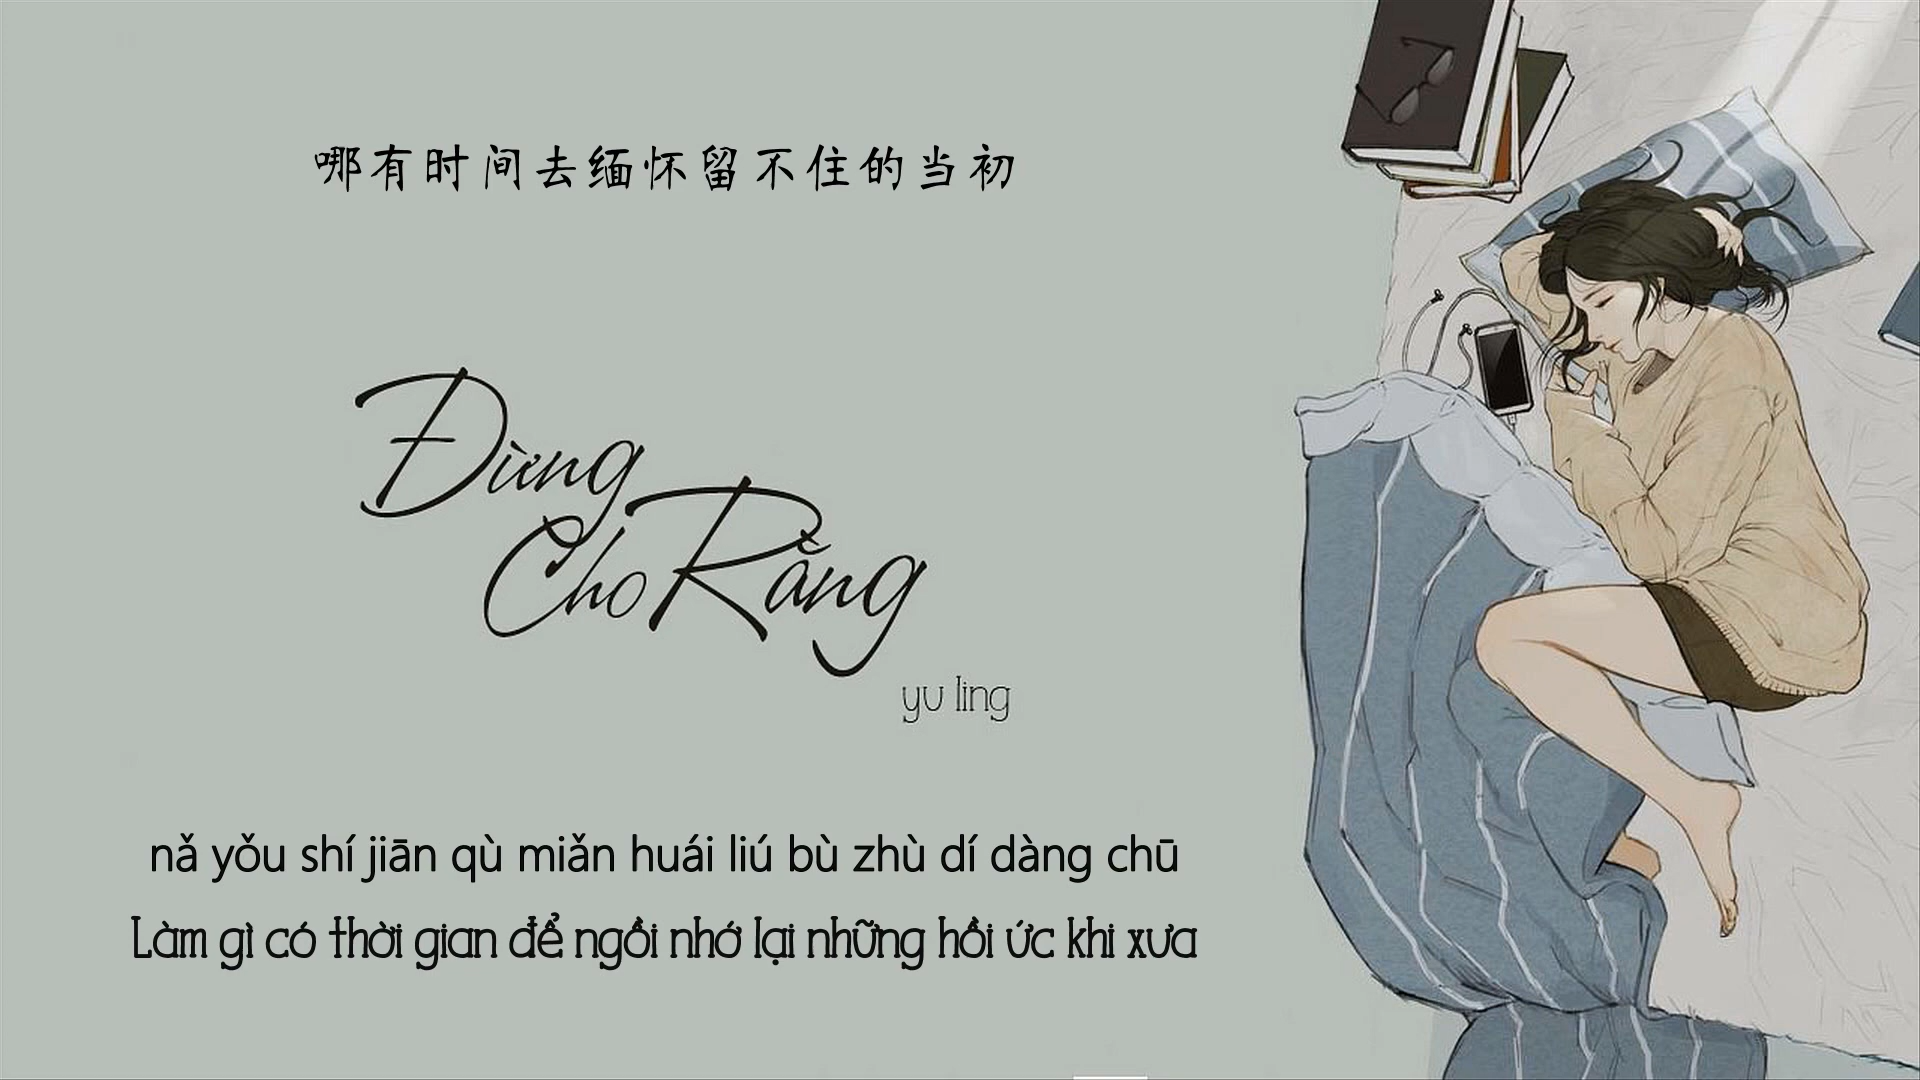 哪有时间去缅怀留不住的当初
Đừng
Cho Rằng
yu ling
nǎ yǒu shí jiān qù miǎn huái liú bù zhù dí dàng chū
Làm gì có thời gian để ngồi nhớ lại những hồi ức khi xưa